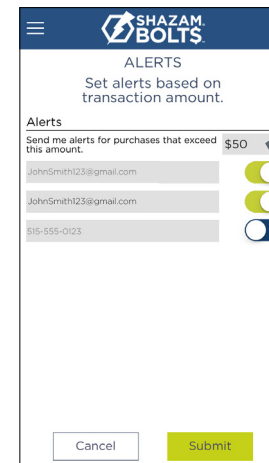 SHAZAM.
BOLT$.
ALERTS
Set alerts based on
transaction amount.
Alerts
Send me alerts for purchases that exceed
this amount.
$50
JohnSmith123@gmail.com
JohnSmith123@gmail.com
515-555-0123
Cancel
Submit